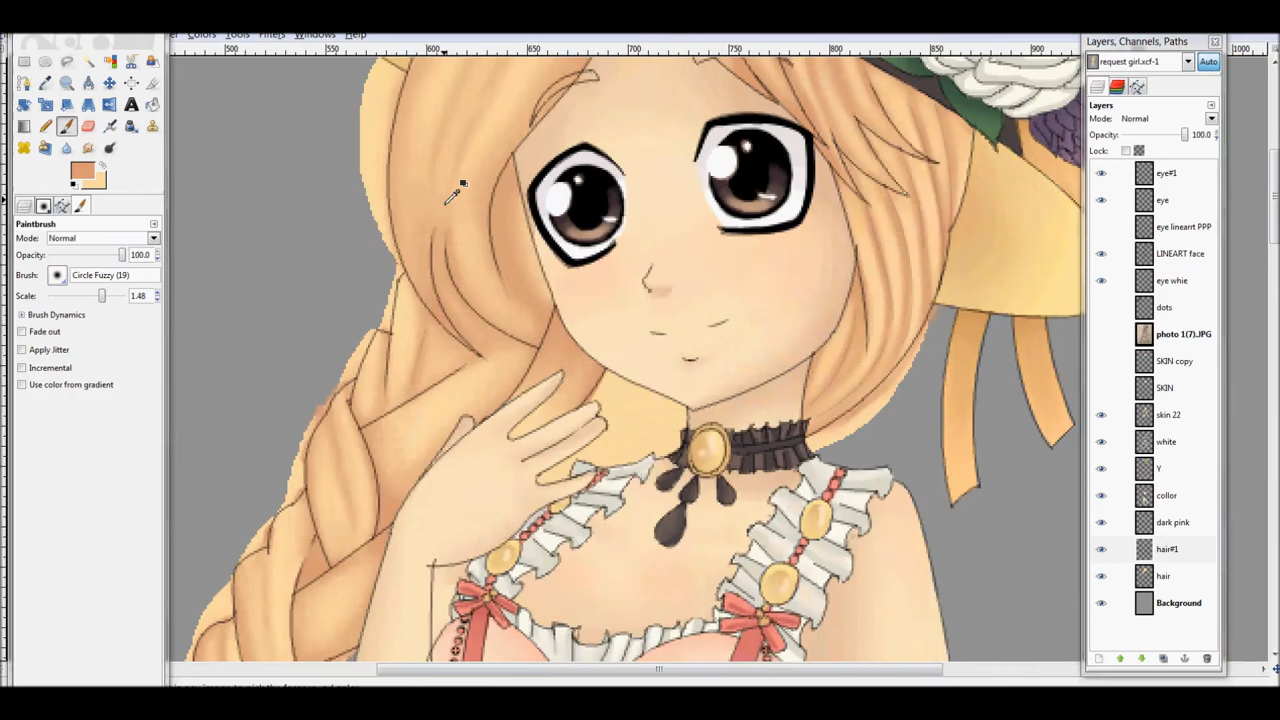 Colors Tools Filters Windows Help
500 550 600 650 700 750 800 850 900 1000
Layers, Channels, Paths
request girl.xcf-1 Auto
Layers
Mode: Normal
Opacity: 100.0
Lock:
eye#1
eye
eye lineart PPP
LINEART face
eye whie
dots
photo 1(7).JPG
SKIN copy
SKIN
skin 22
white
Y
collor
dark pink
hair#1
hair
Background
Paintbrush
Mode: Normal
Opacity: 100.0
Brush: Circle Fuzzy (19)
Scale: 1.48
Brush Dynamics
Fade out
Apply Jitter
Incremental
Use color from gradient